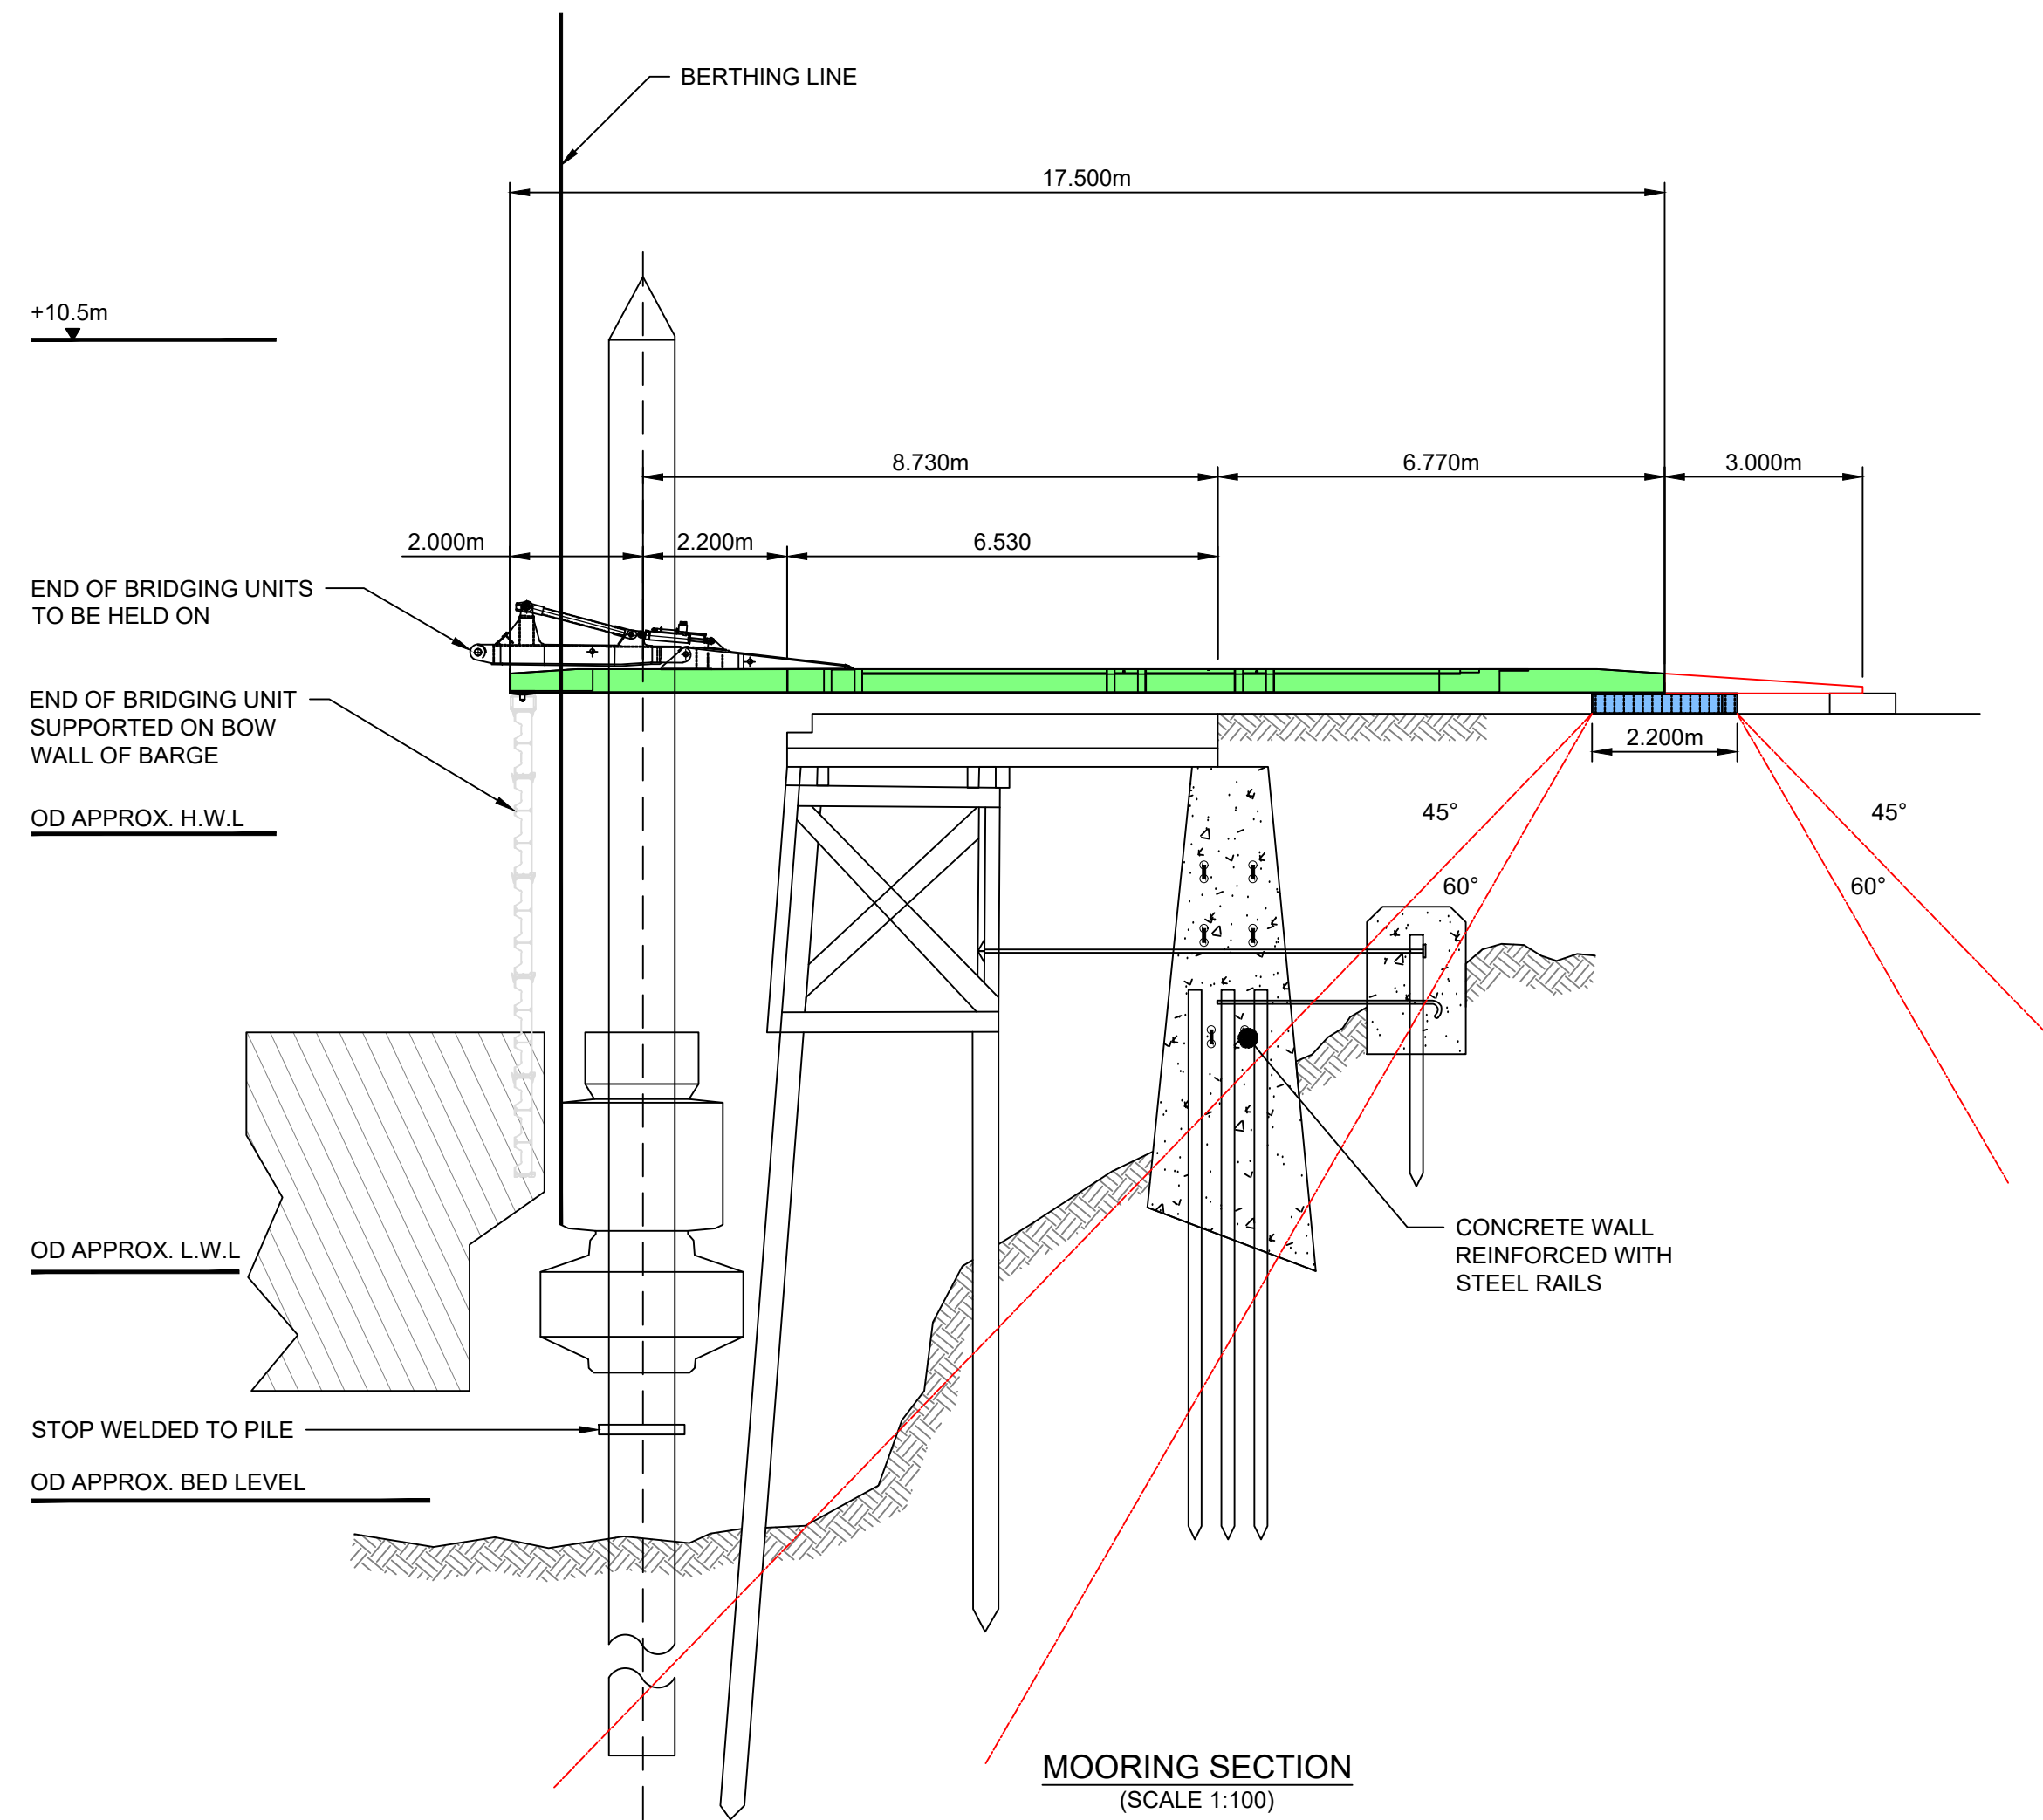 BERTHING LINE
17.500m
+10.5m
8.730m
6.770m
3.000m
2.000m
2.200m
6.530
END OF BRIDGING UNITS
TO BE HELD ON
END OF BRIDGING UNIT
SUPPORTED ON BOW
WALL OF BARGE
2.200m
OD APPROX. H.W.L
45°
45°
60°
60°
CONCRETE WALL
REINFORCED WITH
STEEL RAILS
OD APPROX. L.W.L
STOP WELDED TO PILE
OD APPROX. BED LEVEL
MOORING SECTION
(SCALE 1:100)